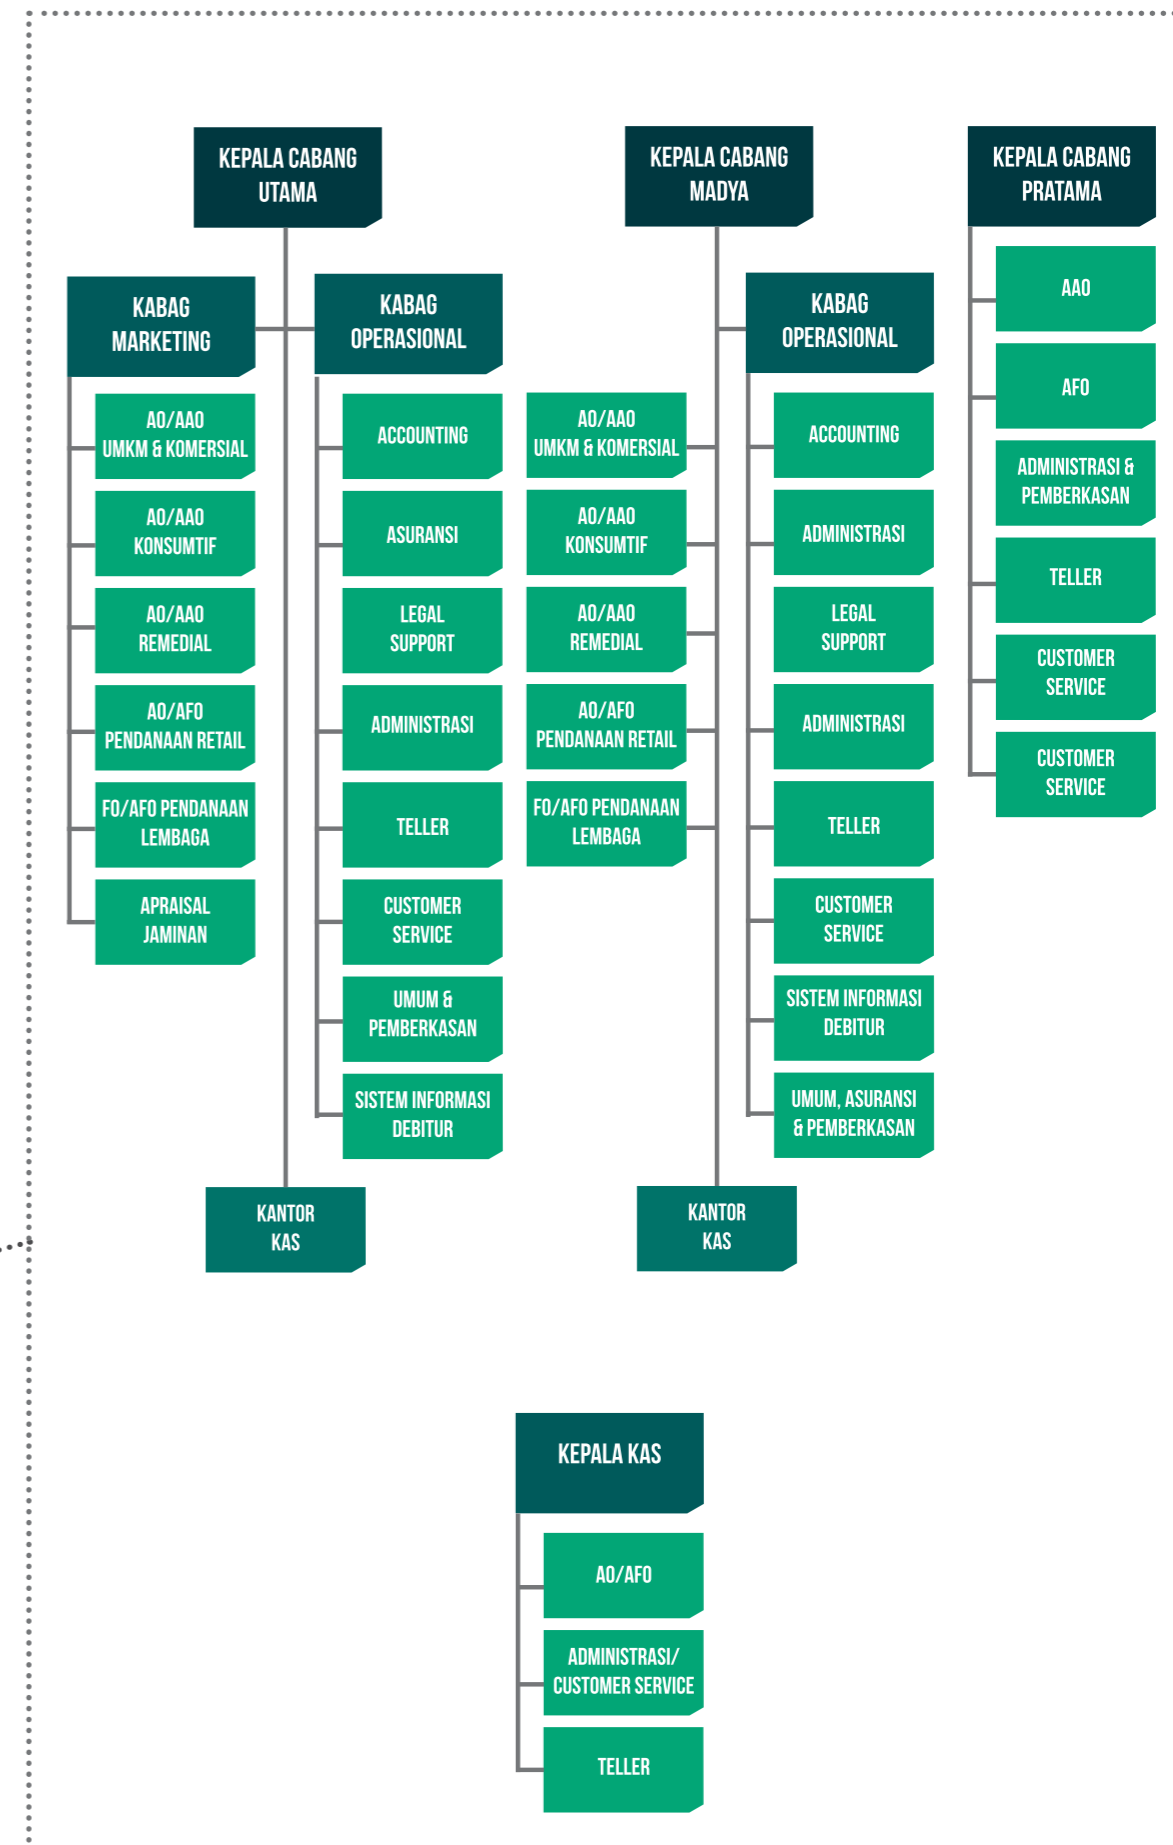 KEPALA CABANG
UTAMA
KABAG
MARKETING
AO/AAO
UMKM & KOMERSIAL
AO/AAO
KONSUMTIF
AO/AAO
REMEDIAL
AO/AFO
PENDANAAN RETAIL
FO/AFO PENDANAAN
LEMBAGA
APRAISAL
JAMINAN
KABAG
OPERASIONAL
ACCOUNTING
ASURANSI
LEGAL
SUPPORT
ADMINISTRASI
TELLER
CUSTOMER
SERVICE
UMUM &
PEMBERKASAN
SISTEM INFORMASI
DEBITUR
KANTOR
KAS
KEPALA CABANG
MADYA
AO/AAO
UMKM & KOMERSIAL
AO/AAO
KONSUMTIF
AO/AAO
REMEDIAL
AO/AFO
PENDANAAN RETAIL
FO/AFO PENDANAAN
LEMBAGA
KABAG
OPERASIONAL
ACCOUNTING
ADMINISTRASI
LEGAL
SUPPORT
ADMINISTRASI
TELLER
CUSTOMER
SERVICE
SISTEM INFORMASI
DEBITUR
UMUM, ASURANSI
& PEMBERKASAN
KANTOR
KAS
KEPALA CABANG
PRATAMA
AAO
AFO
ADMINISTRASI &
PEMBERKASAN
TELLER
CUSTOMER
SERVICE
CUSTOMER
SERVICE
KEPALA KAS
AO/AFO
ADMINISTRASI/
CUSTOMER SERVICE
TELLER